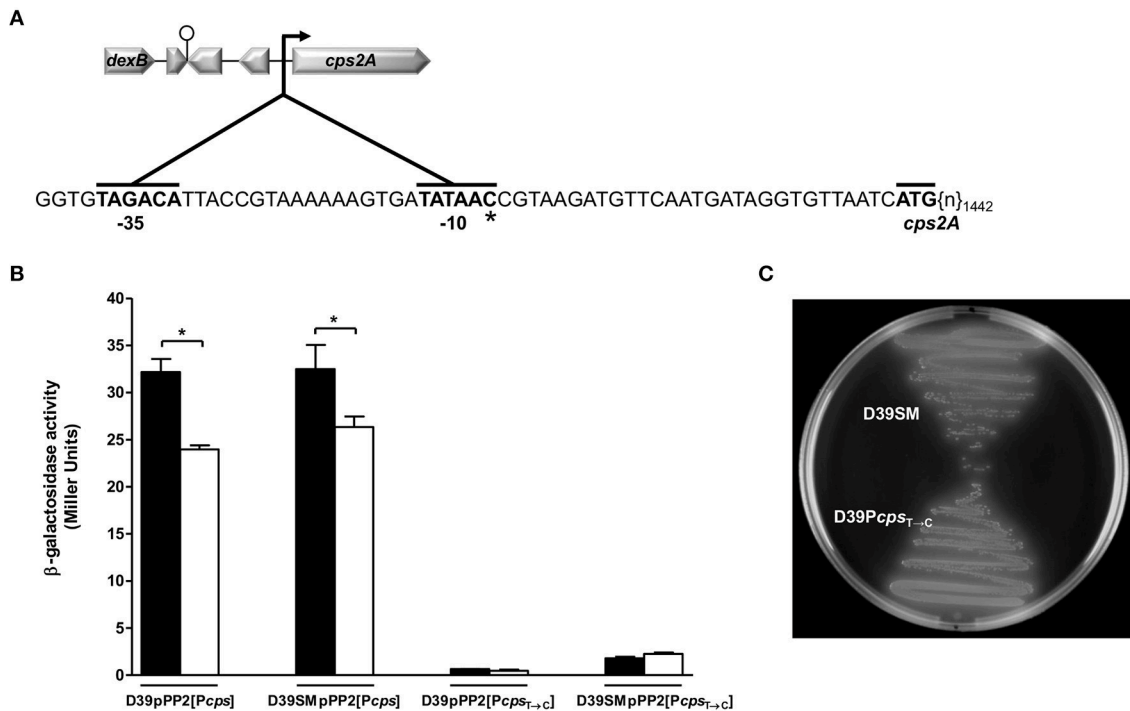 A
dexB
cps2A
GGTGTAGACATTACCGTAAAAAAGTGATATAACCGTAAGATGTTCAATGATAGGTGTTAATCATG{n}1442
-35
-10
*
cps2A
B
β-galactosidase activity
(Miller Units)
40
35
30
25
20
15
10
5
0
*
*
D39pPP2[Pcps]
D39SMpPP2[Pcps]
D39pPP2[PcpsT→C]
D39SMpPP2[PcpsT→C]
C
D39SM
D39PcpsT→C